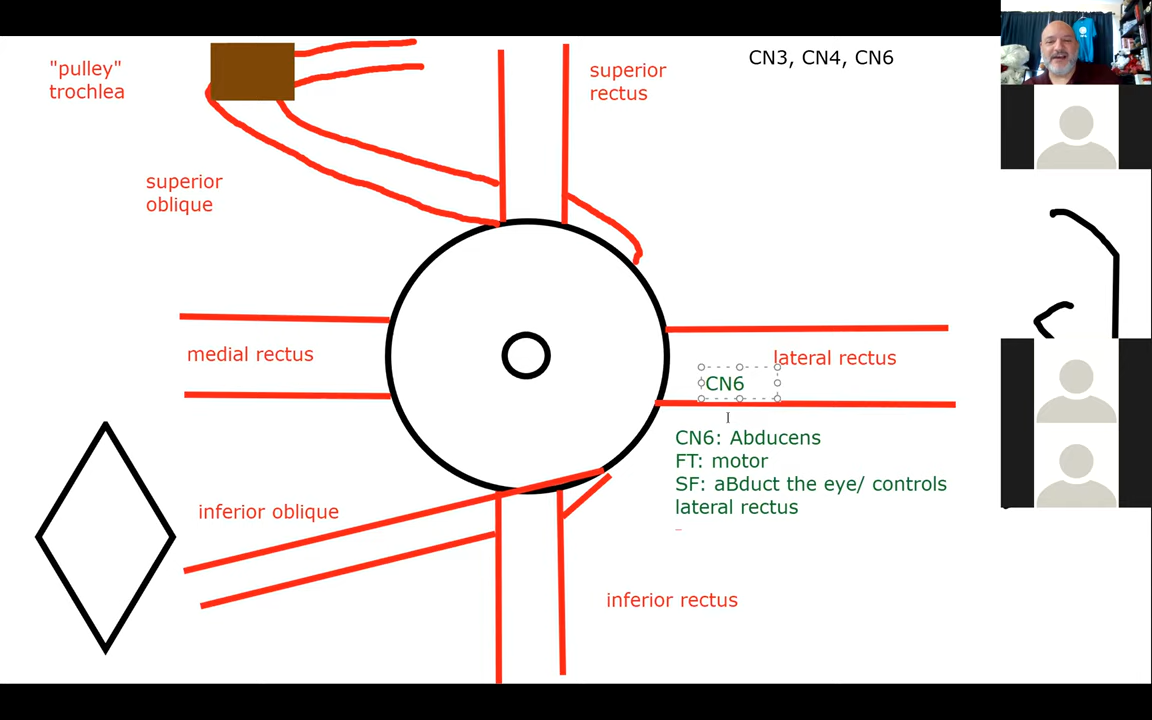 CN3, CN4, CN6
"pulley"
trochlea
superior
rectus
superior
oblique
medial rectus
lateral rectus
CN6
CN6: Abducens
FT: motor
SF: aBduct the eye/ controls
lateral rectus
inferior oblique
inferior rectus